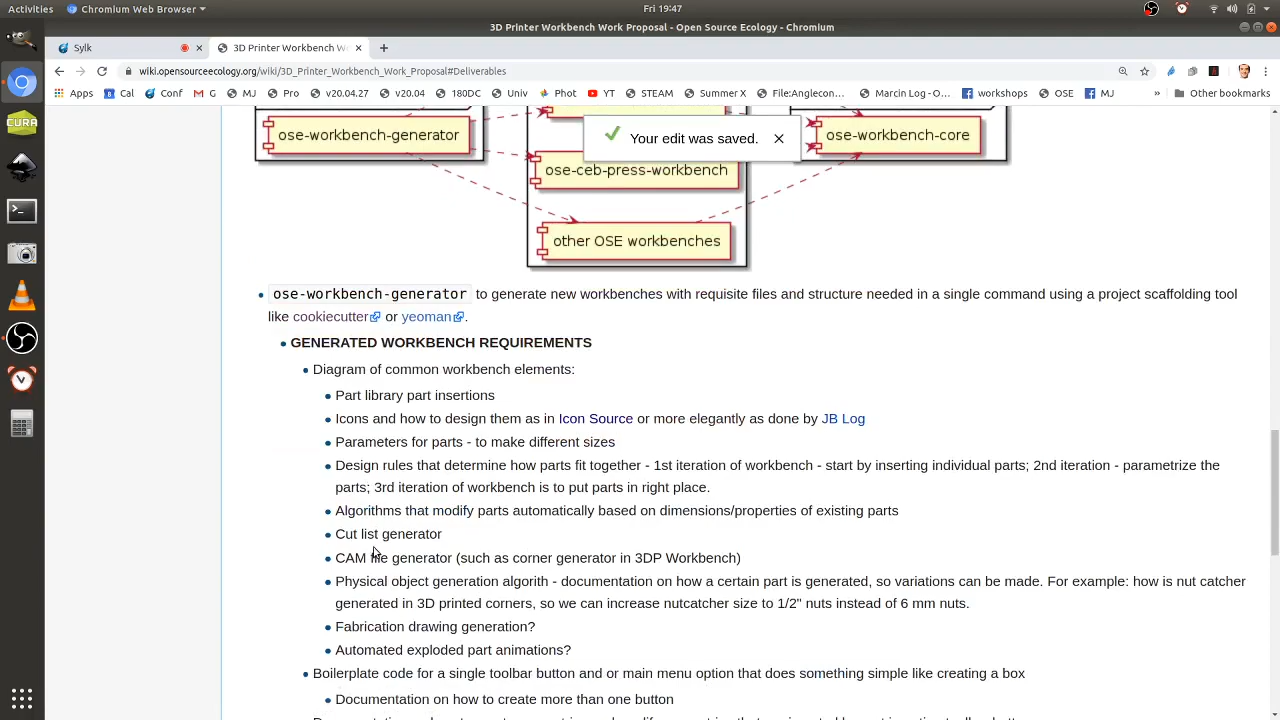 Activities
Chromium Web Browser
Fri 19:47
3D Printer Workbench Work Proposal - Open Source Ecology - Chromium
Sylk
3D Printer Workbench W
wiki.opensourceecology.org/wiki/3D_Printer_Workbench_Work_Proposal#Deliverables
Apps
Cal
Conf
G
MJ
Pro
v20.04.27
v20.04
180DC
Univ
Phot
YT
STEAM
Summer X
File:Anglecon...
Marcin Log - O...
workshops
OSE
MJ
»
Other bookmarks
CURA
ose-workbench-generator
Your edit was saved.
ose-workbench-core
ose-ceb-press-workbench
other OSE workbenches
ose-workbench-generator to generate new workbenches with requisite files and structure needed in a single command using a project scaffolding tool
like cookiecutter or yeoman.
GENERATED WORKBENCH REQUIREMENTS
Diagram of common workbench elements:
Part library part insertions
Icons and how to design them as in Icon Source or more elegantly as done by JB Log
Parameters for parts - to make different sizes
Design rules that determine how parts fit together - 1st iteration of workbench - start by inserting individual parts; 2nd iteration - parametrize the
parts; 3rd iteration of workbench is to put parts in right place.
Algorithms that modify parts automatically based on dimensions/properties of existing parts
Cut list generator
CAM file generator (such as corner generator in 3DP Workbench)
Physical object generation algorith - documentation on how a certain part is generated, so variations can be made. For example: how is nut catcher
generated in 3D printed corners, so we can increase nutcatcher size to 1/2" nuts instead of 6 mm nuts.
Fabrication drawing generation?
Automated exploded part animations?
Boilerplate code for a single toolbar button and or main menu option that does something simple like creating a box
Documentation on how to create more than one button